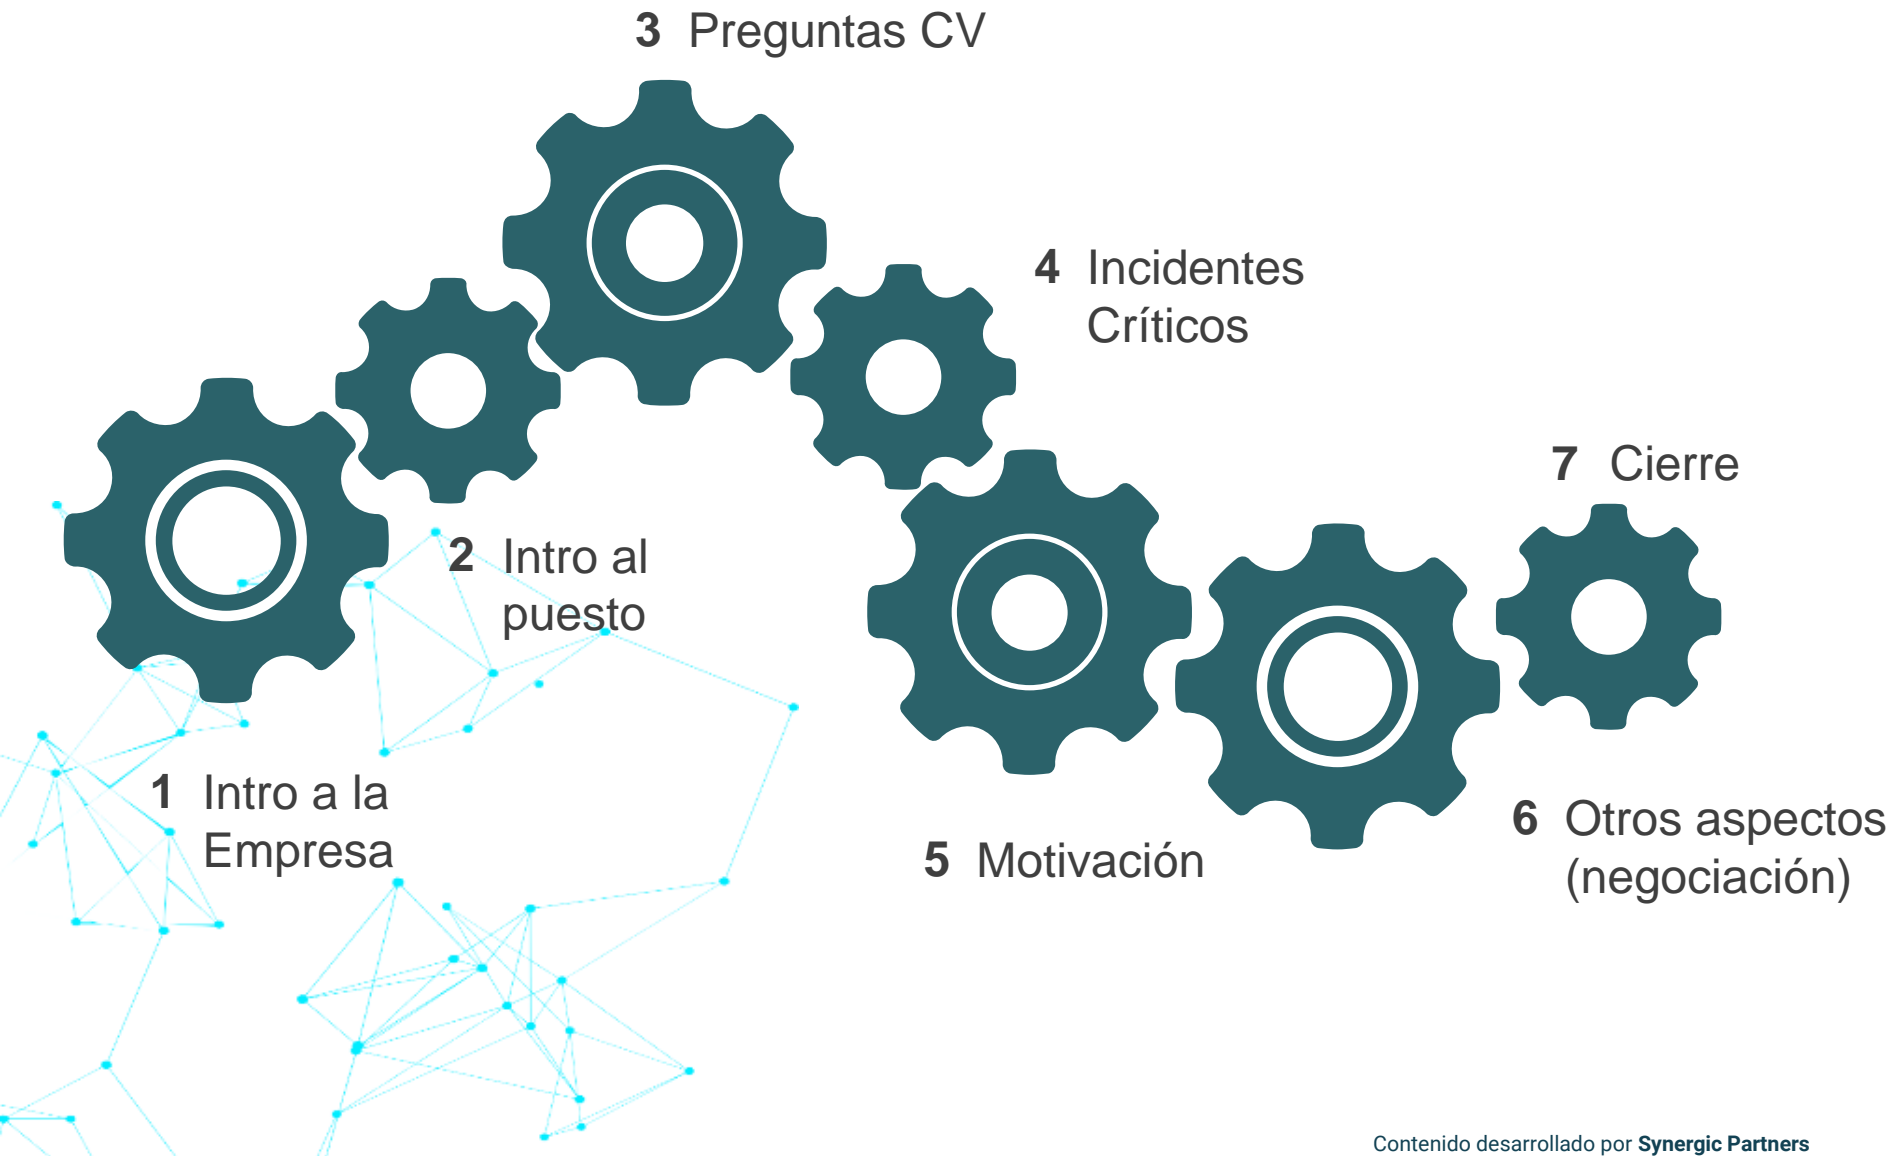 3 Preguntas CV
4 Incidentes
Críticos
7 Cierre
2 Intro al
puesto
1 Intro a la
Empresa
5 Motivación
6 Otros aspectos
(negociación)
Contenido desarrollado por Synergic Partners